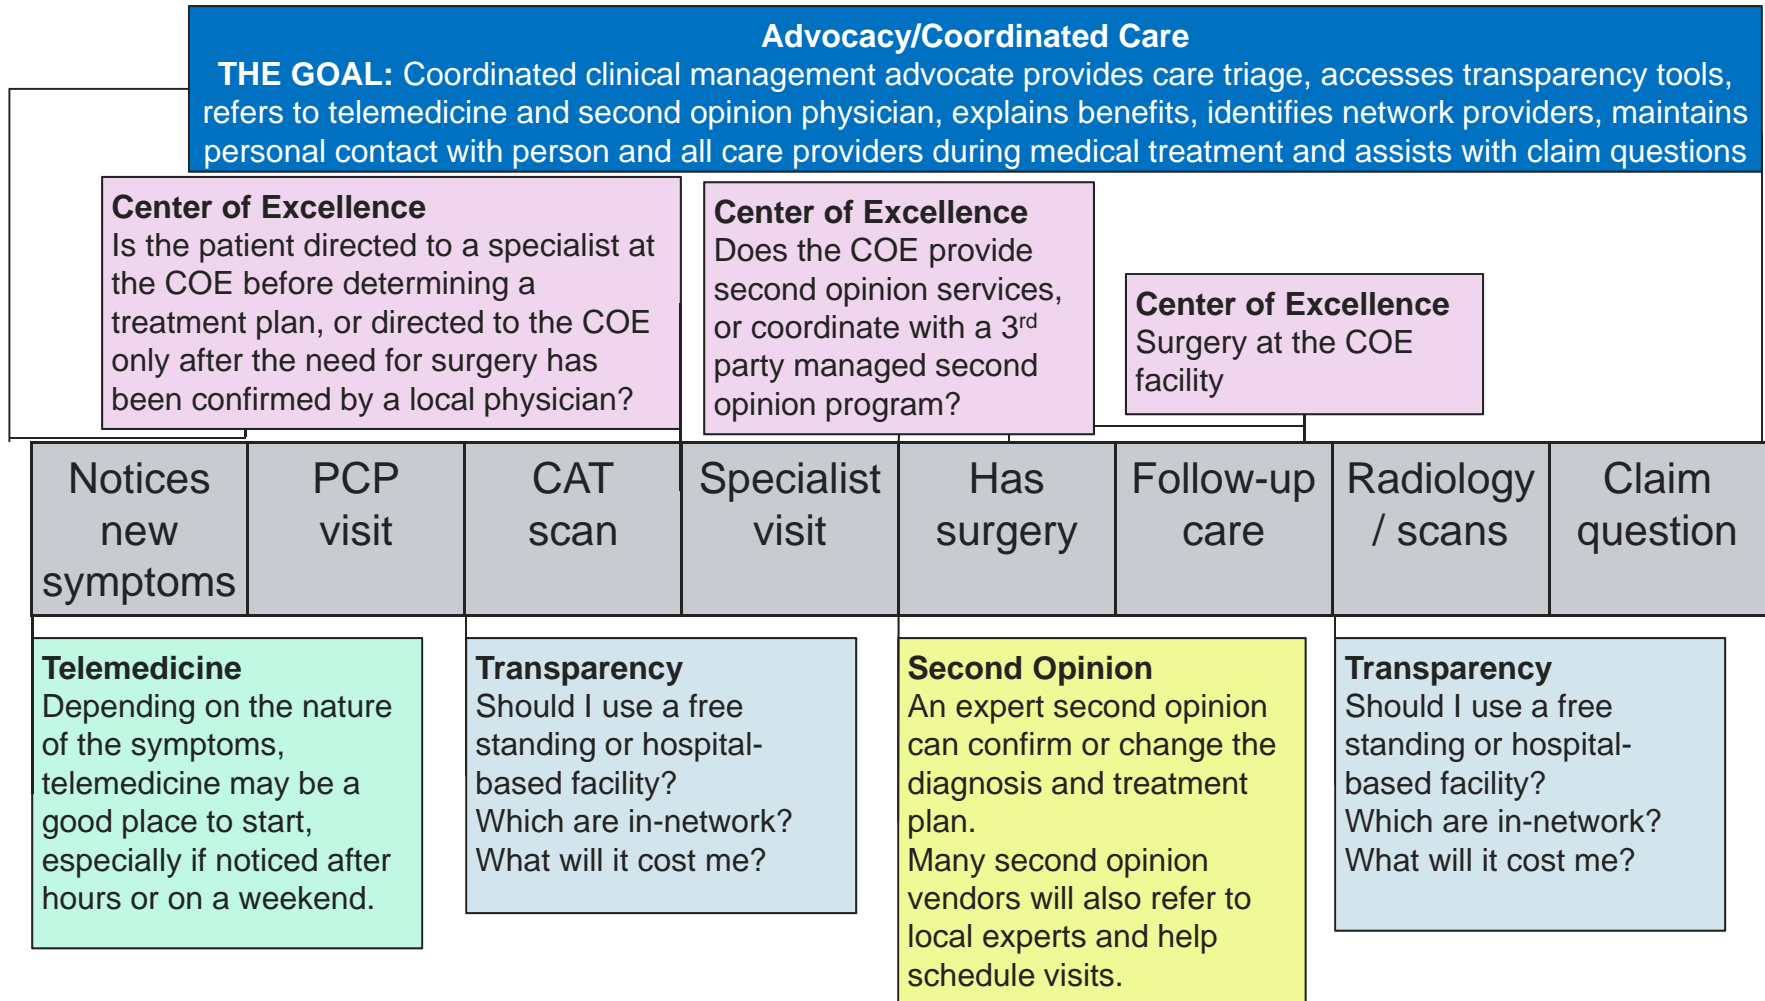 Advocacy/Coordinated Care
THE GOAL: Coordinated clinical management advocate provides care triage, accesses transparency tools,
refers to telemedicine and second opinion physician, explains benefits, identifies network providers, maintains
personal contact with person and all care providers during medical treatment and assists with claim questions
Center of Excellence
Is the patient directed to a specialist at
the COE before determining a
treatment plan, or directed to the COE
only after the need for surgery has
been confirmed by a local physician?
Center of Excellence
Does the COE provide
second opinion services,
or coordinate with a 3rd
party managed second
opinion program?
Center of Excellence
Surgery at the COE
facility
Notices
new
symptoms
PCP
visit
CAT
scan
Specialist
visit
Has
surgery
Follow-up
care
Radiology
/ scans
Claim
question
Telemedicine
Depending on the nature
of the symptoms,
telemedicine may be a
good place to start,
especially if noticed after
hours or on a weekend.
Transparency
Should I use a free
standing or hospital-
based facility?
Which are in-network?
What will it cost me?
Second Opinion
An expert second opinion
can confirm or change the
diagnosis and treatment
plan.
Many second opinion
vendors will also refer to
local experts and help
schedule visits.
Transparency
Should I use a free
standing or hospital-
based facility?
Which are in-network?
What will it cost me?